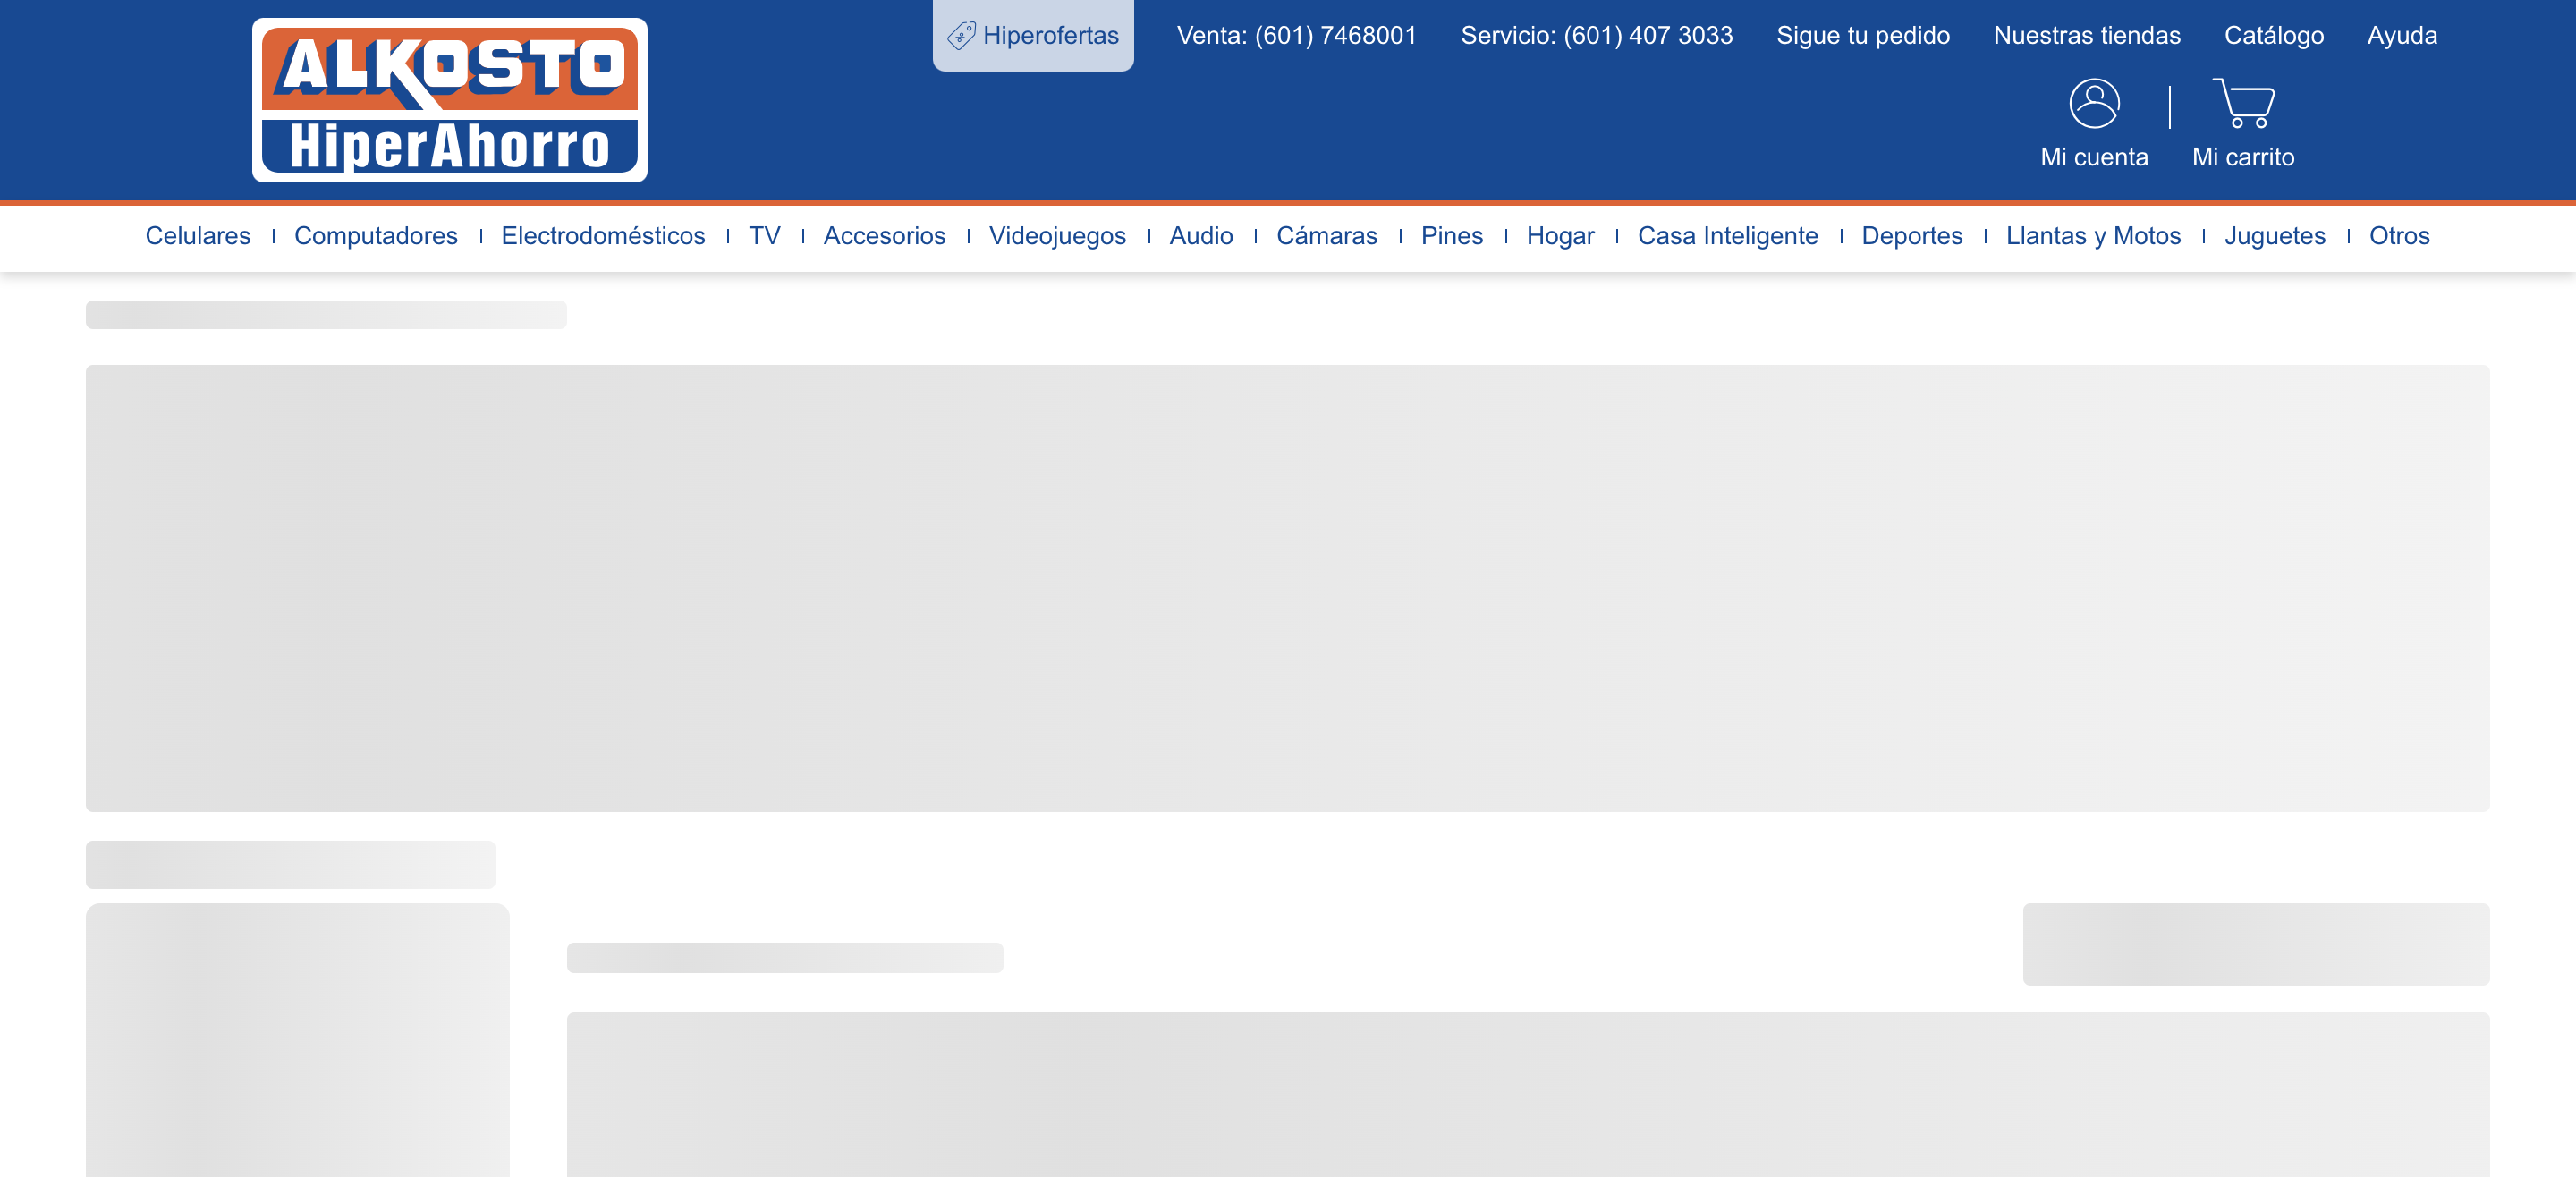 ALKOSTO
HiperAhorro
Hiperofertas
Venta: (601) 7468001
Servicio: (601) 407 3033
Sigue tu pedido
Nuestras tiendas
Catálogo
Ayuda
Mi cuenta
Mi carrito
Celulares
Computadores
Electrodomésticos
TV
Accesorios
Videojuegos
Audio
Cámaras
Pines
Hogar
Casa Inteligente
Deportes
Llantas y Motos
Juguetes
Otros